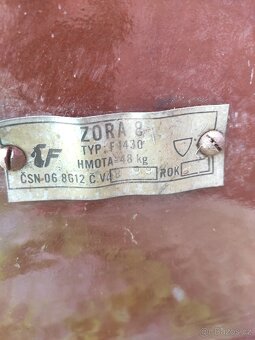 ZORA 8
TYP: F1430
HMOTA-48 kg
ČSN-06 8612 Č.V. ROK